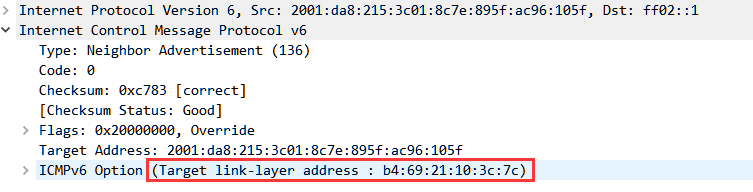 Internet Protocol Version 6, Src: 2001:da8:215:3c01:8c7e:895f:ac96:105f, Dst: ff02::1
Internet Control Message Protocol v6
Type: Neighbor Advertisement (136)
Code: 0
Checksum: 0xc783 [correct]
[Checksum Status: Good]
Flags: 0x20000000, Override
Target Address: 2001:da8:215:3c01:8c7e:895f:ac96:105f
ICMPv6 Option (Target link-layer address : b4:69:21:10:3c:7c)